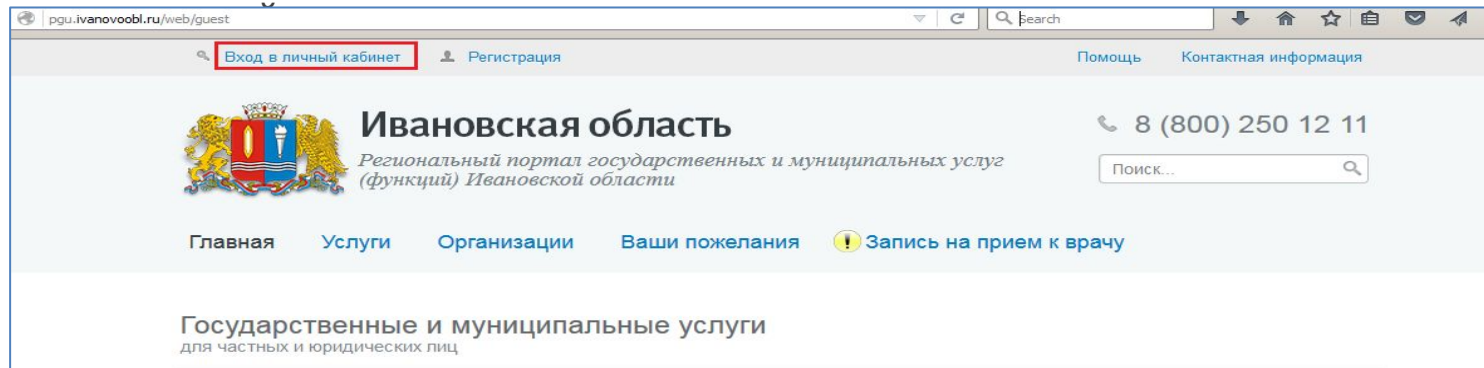 pgu.ivanovoobl.ru/web/guest
Search
Вход в личный кабинет
Регистрация
Помощь
Контактная информация
Ивановская область
Региональный портал государственных и муниципальных услуг
(функций) Ивановской области
8 (800) 250 12 11
Поиск...
Главная
Услуги
Организации
Ваши пожелания
Запись на прием к врачу
Государственные и муниципальные услуги
для частных и юридических лиц